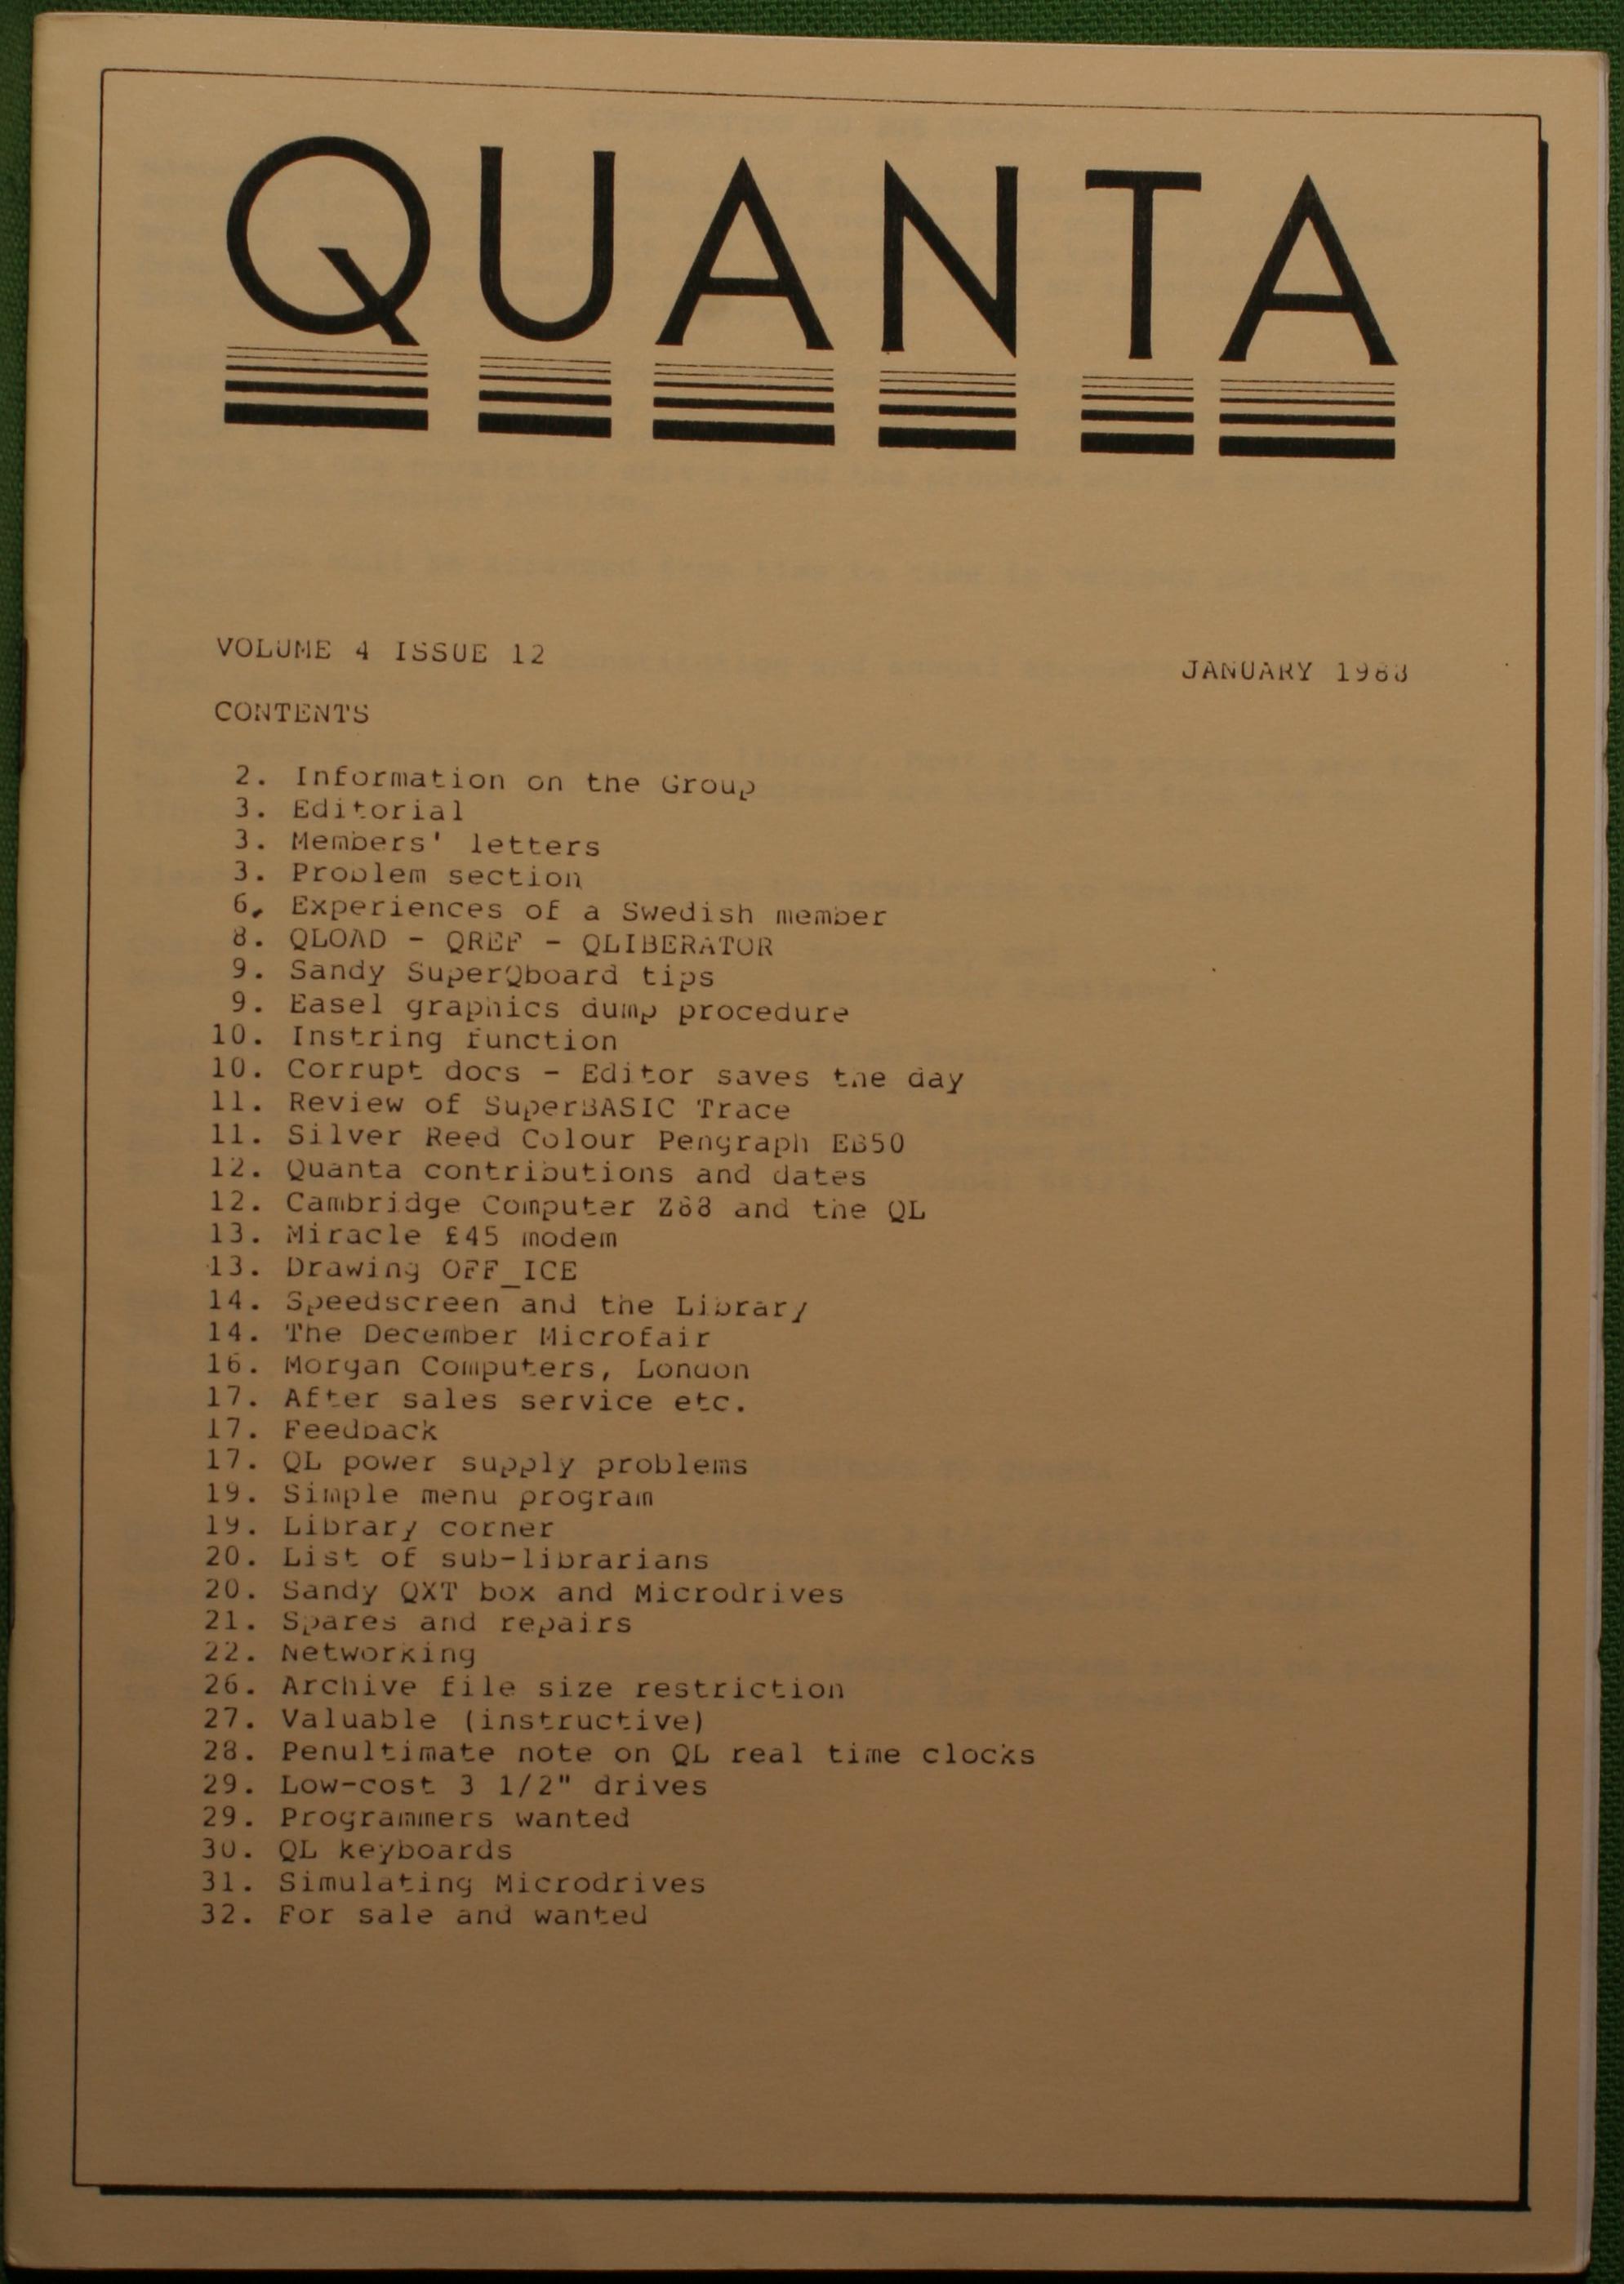 QUANTA
VOLUME 4 ISSUE 12
JANUARY 1988
CONTENTS
2. Information on the Group
3. Editorial
3. Members' letters
3. Problem section
6. Experiences of a Swedish member
8. QLOAD - QREF - QLIBERATOR
9. Sandy SuperQboard tips
9. Easel graphics dump procedure
10. Instring function
10. Corrupt docs - Editor saves the day
11. Review of SuperBASIC Trace
11. Silver Reed Colour Pengraph EB50
12. Quanta contributions and dates
12. Cambridge Computer Z88 and the QL
13. Miracle £45 modem
13. Drawing OFF_ICE
14. Speedscreen and the Library
14. The December Microfair
16. Morgan Computers, London
17. After sales service etc.
17. Feedback
17. QL power supply problems
19. Simple menu program
19. Library corner
20. List of sub-librarians
20. Sandy QXT box and Microdrives
21. Spares and repairs
22. Networking
26. Archive file size restriction
27. Valuable (instructive)
28. Penultimate note on QL real time clocks
29. Low-cost 3 1/2" drives
29. Programmers wanted
30. QL keyboards
31. Simulating Microdrives
32. For sale and wanted